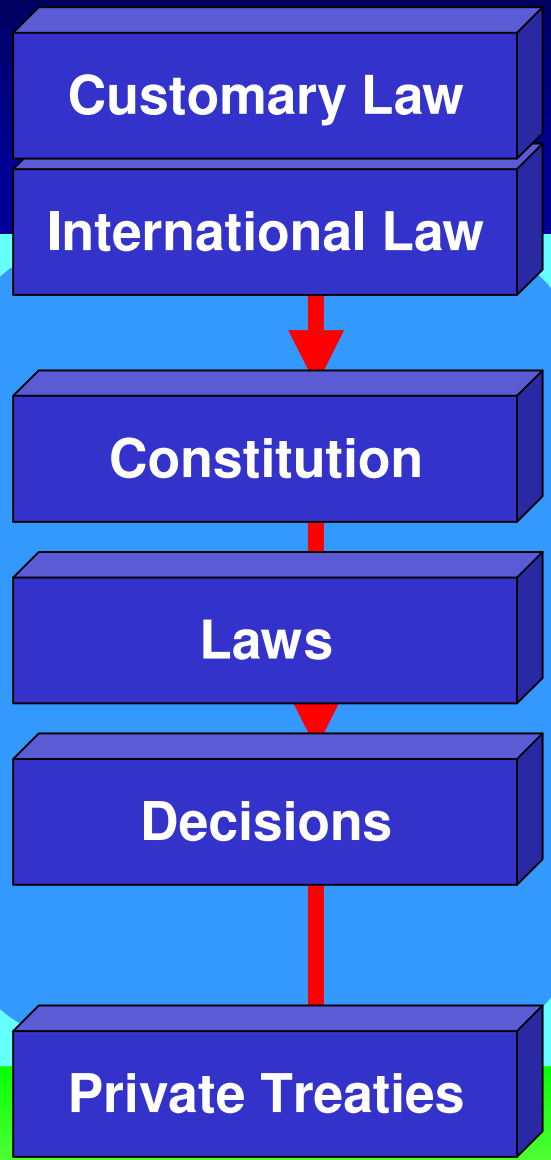 Customary Law
International Law
Constitution
Laws
Decisions
Private Treaties